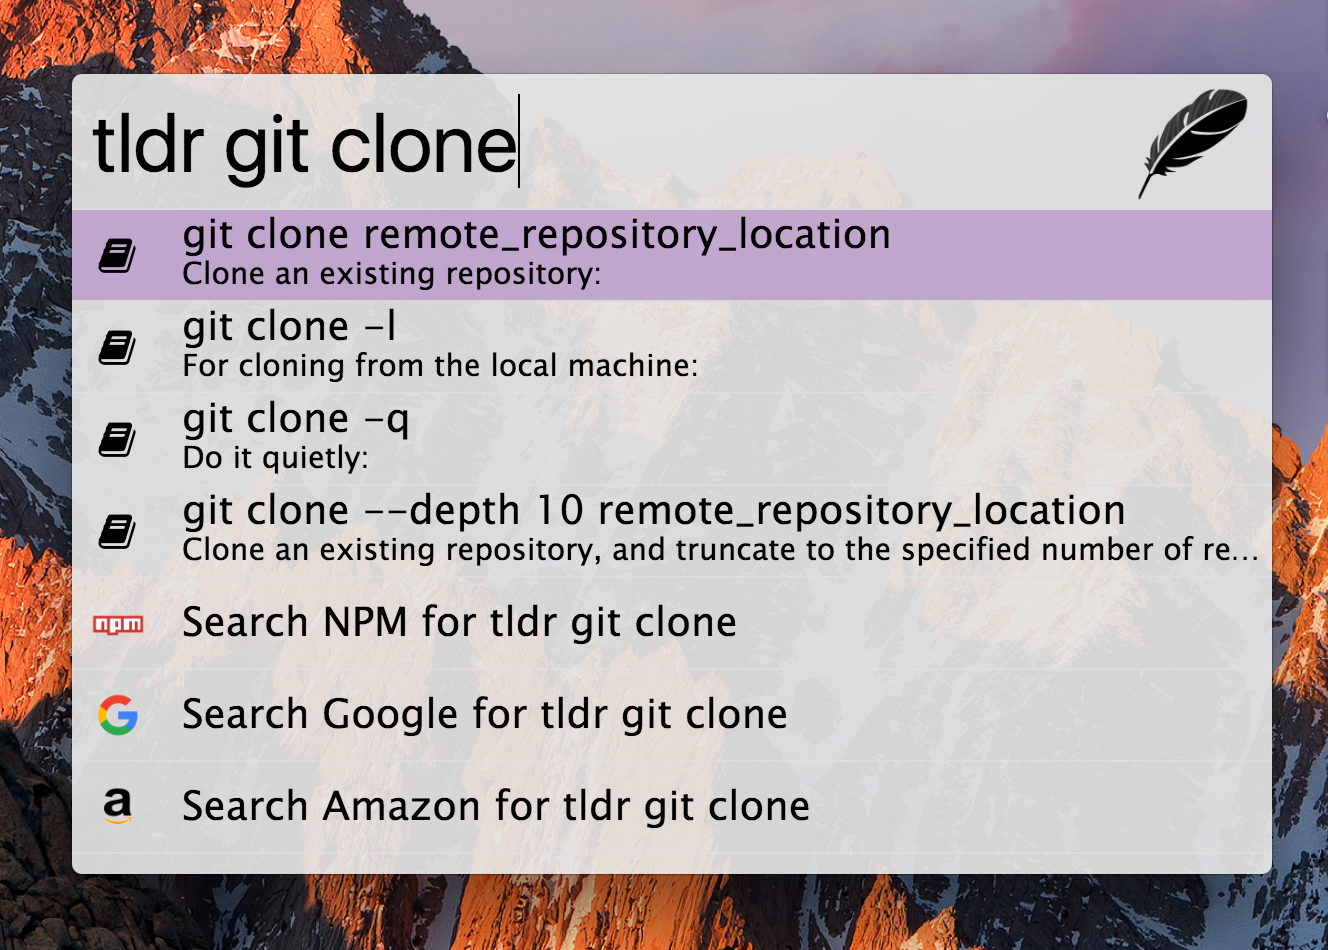 tldr git clone
git clone remote_repository_location
Clone an existing repository:
git clone -l
For cloning from the local machine:
git clone -q
Do it quietly:
git clone --depth 10 remote_repository_location
Clone an existing repository, and truncate to the specified number of re...
npm
Search NPM for tldr git clone
Search Google for tldr git clone
Search Amazon for tldr git clone